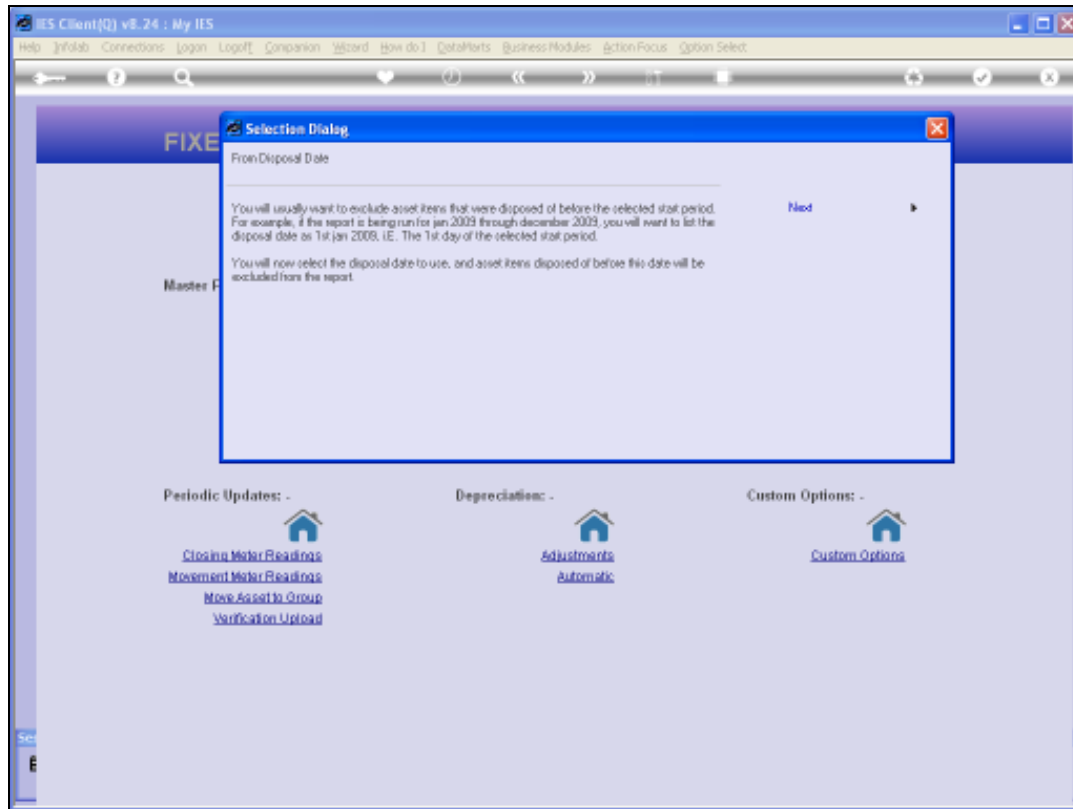 IES Client(Q) v8.24 : My IES
Help Infolab Connections Logon Logoff Companion Wizard How do I DataMarts Business Modules Action Focus Option Select
FIXE
Selection Dialog
From Disposal Date
You will usually want to exclude asset items that were disposed of before the selected start period.
For example, if the report is being run for jan 2009 through december 2009, you will want to list the
disposal date as 1st jan 2009, i.E. The 1st day of the selected start period.
Next
You will now select the disposal date to use, and asset items disposed of before this date will be
excluded from the report.
Master F
Periodic Updates: -
Closing Meter Readings
Movement Meter Readings
Move Asset to Group
Verification Upload
Depreciation: -
Adjustments
Automatic
Custom Options: -
Custom Options
Se